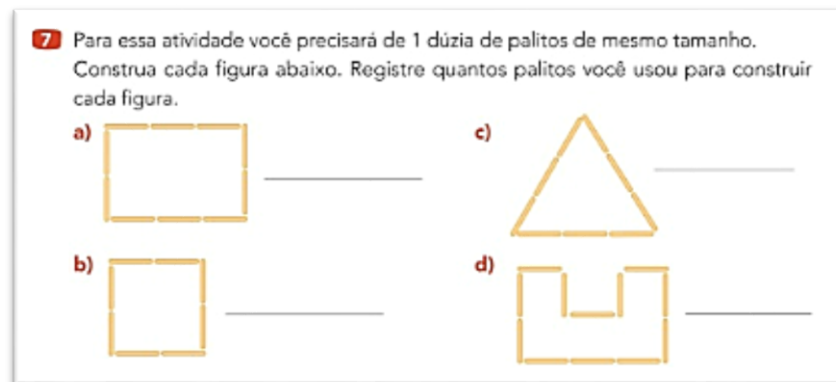 7 Para essa atividade você precisará de 1 dúzia de palitos de mesmo tamanho.
Construa cada figura abaixo. Registre quantos palitos você usou para construir
cada figura.
a)
c)
b)
d)